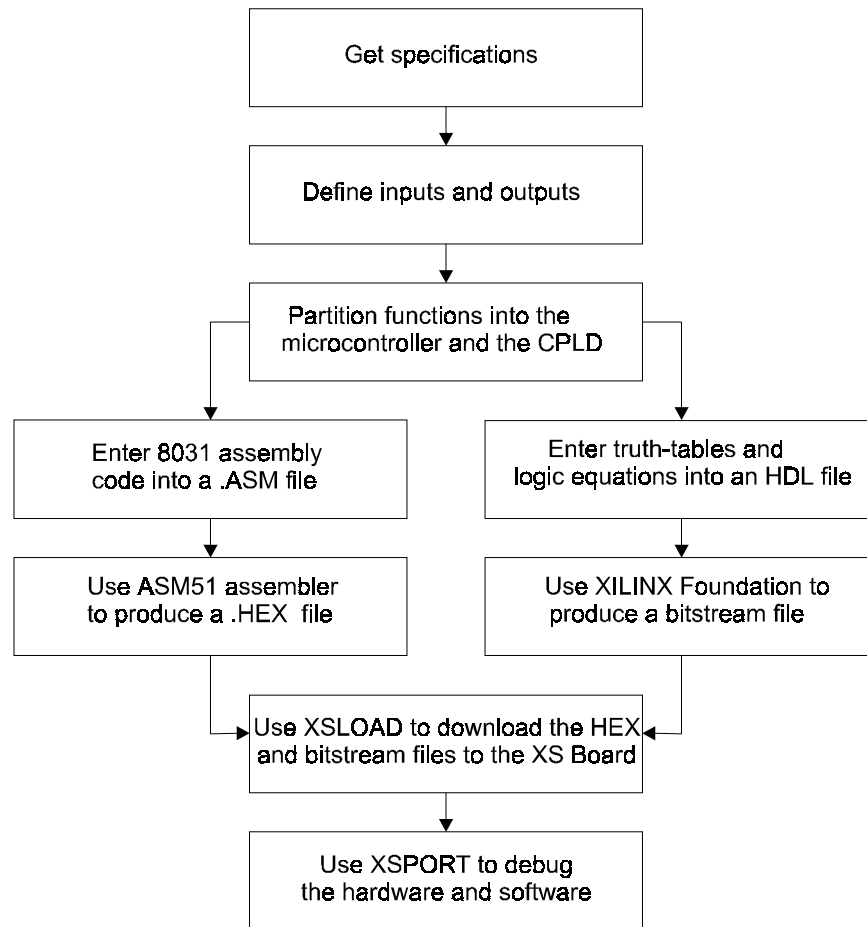 Get specifications
Define inputs and outputs
Partition functions into the
microcontroller and the CPLD
Enter 8031 assembly
code into a .ASM file
Enter truth-tables and
logic equations into an HDL file
Use ASM51 assembler
to produce a .HEX file
Use XILINX Foundation to
produce a bitstream file
Use XSLOAD to download the HEX
and bitstream files to the XS Board
Use XSPORT to debug
the hardware and software